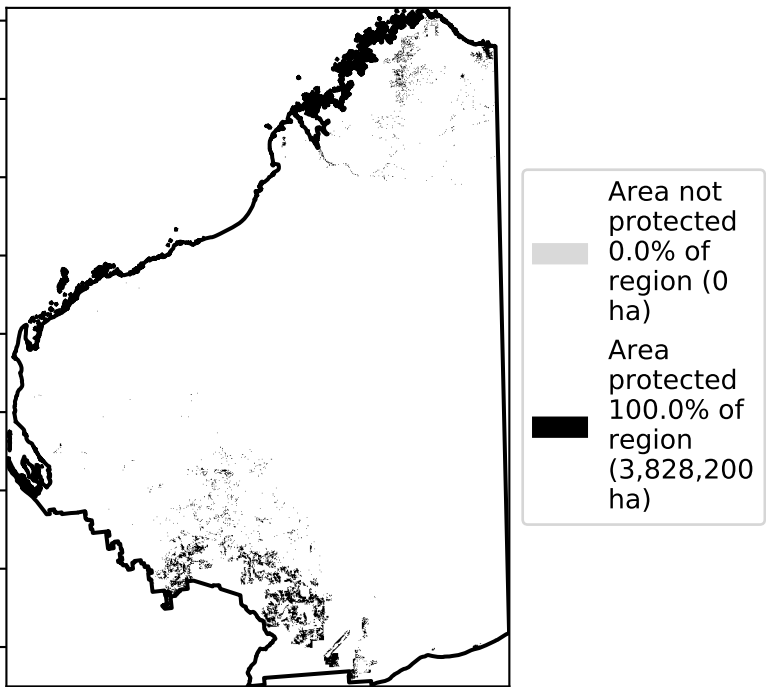 Area not
protected
0.0% of
region (0
ha)
Area
protected
100.0% of
region
(3,828,200
ha)